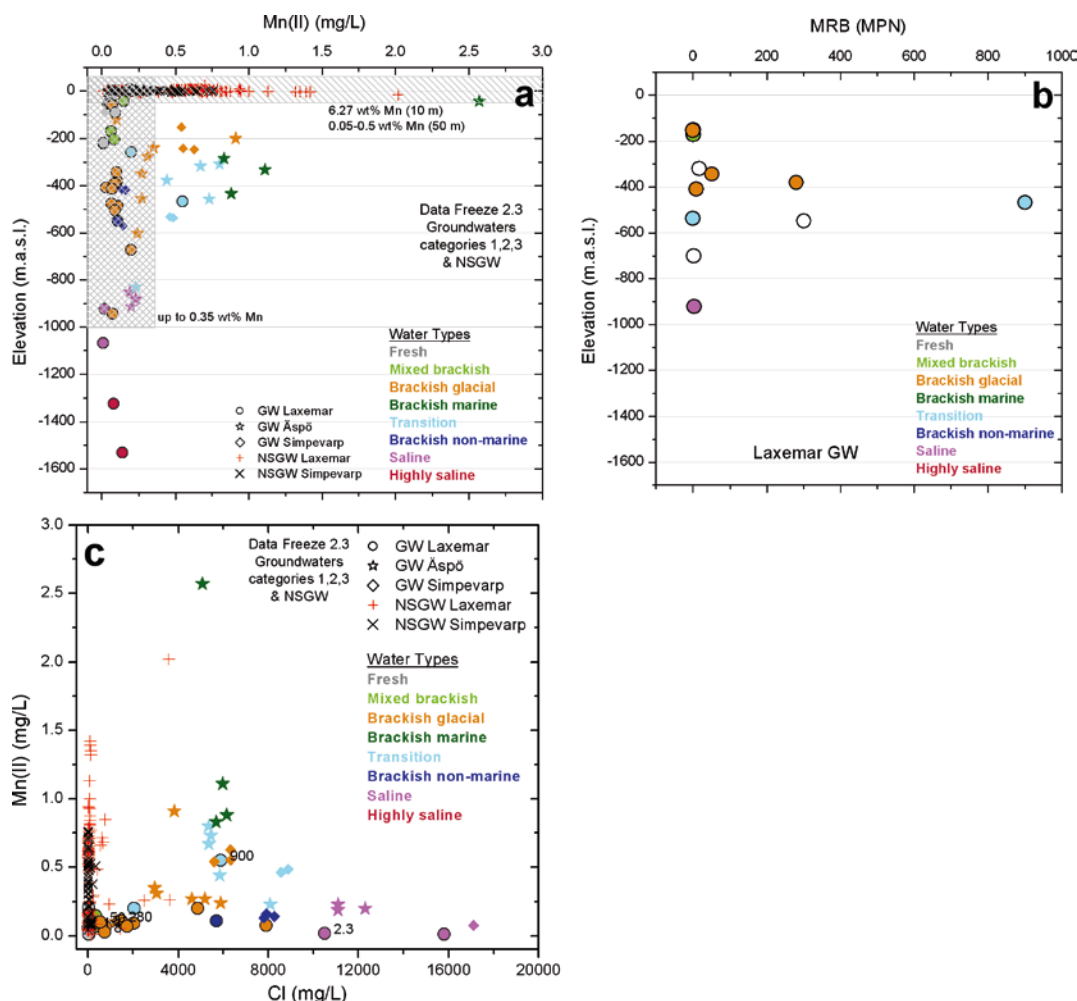 Mn(II) (mg/L)
0.0 0.5 1.0 1.5 2.0 2.5 3.0
a
Elevation (m.a.s.l.)
0
-200
-400
-600
-800
-1000
-1200
-1400
-1600
6.27 wt% Mn (10 m)
0.05-0.5 wt% Mn (50 m)
Data Freeze 2.3
Groundwaters
categories 1,2,3
& NSGW
up to 0.35 wt% Mn
GW Laxemar
GW Äspö
GW Simpevarp
NSGW Laxemar
NSGW Simpevarp
Water Types
Fresh
Mixed brackish
Brackish glacial
Brackish marine
Transition
Brackish non-marine
Saline
Highly saline
MRB (MPN)
0 200 400 600 800 1000
b
Elevation (m.a.s.l.)
0
-200
-400
-600
-800
-1000
-1200
-1400
-1600
Laxemar GW
Water Types
Fresh
Mixed brackish
Brackish glacial
Brackish marine
Transition
Brackish non-marine
Saline
Highly saline
c
Mn(II) (mg/L)
3.0
2.5
2.0
1.5
1.0
0.5
0.0
Data Freeze 2.3
Groundwaters
categories 1,2,3
& NSGW
GW Laxemar
GW Äspö
GW Simpevarp
NSGW Laxemar
NSGW Simpevarp
Water Types
Fresh
Mixed brackish
Brackish glacial
Brackish marine
Transition
Brackish non-marine
Saline
Highly saline
900
280
2.3
0 4000 8000 12000 16000 20000
Cl (mg/L)